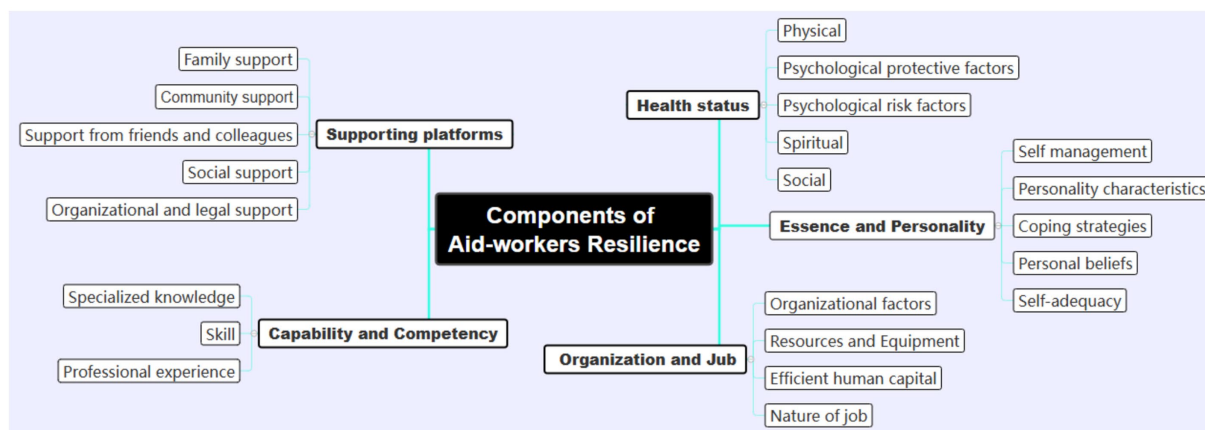 Family support
Community support
Support from friends and colleagues
Social support
Organizational and legal support
Supporting platforms
Specialized knowledge
Skill
Professional experience
Capability and Competency
Components of
Aid-workers Resilience
Health status
Physical
Psychological protective factors
Psychological risk factors
Spiritual
Social
Essence and Personality
Self management
Personality characteristics
Coping strategies
Personal beliefs
Self-adequacy
Organization and Jub
Organizational factors
Resources and Equipment
Efficient human capital
Nature of job